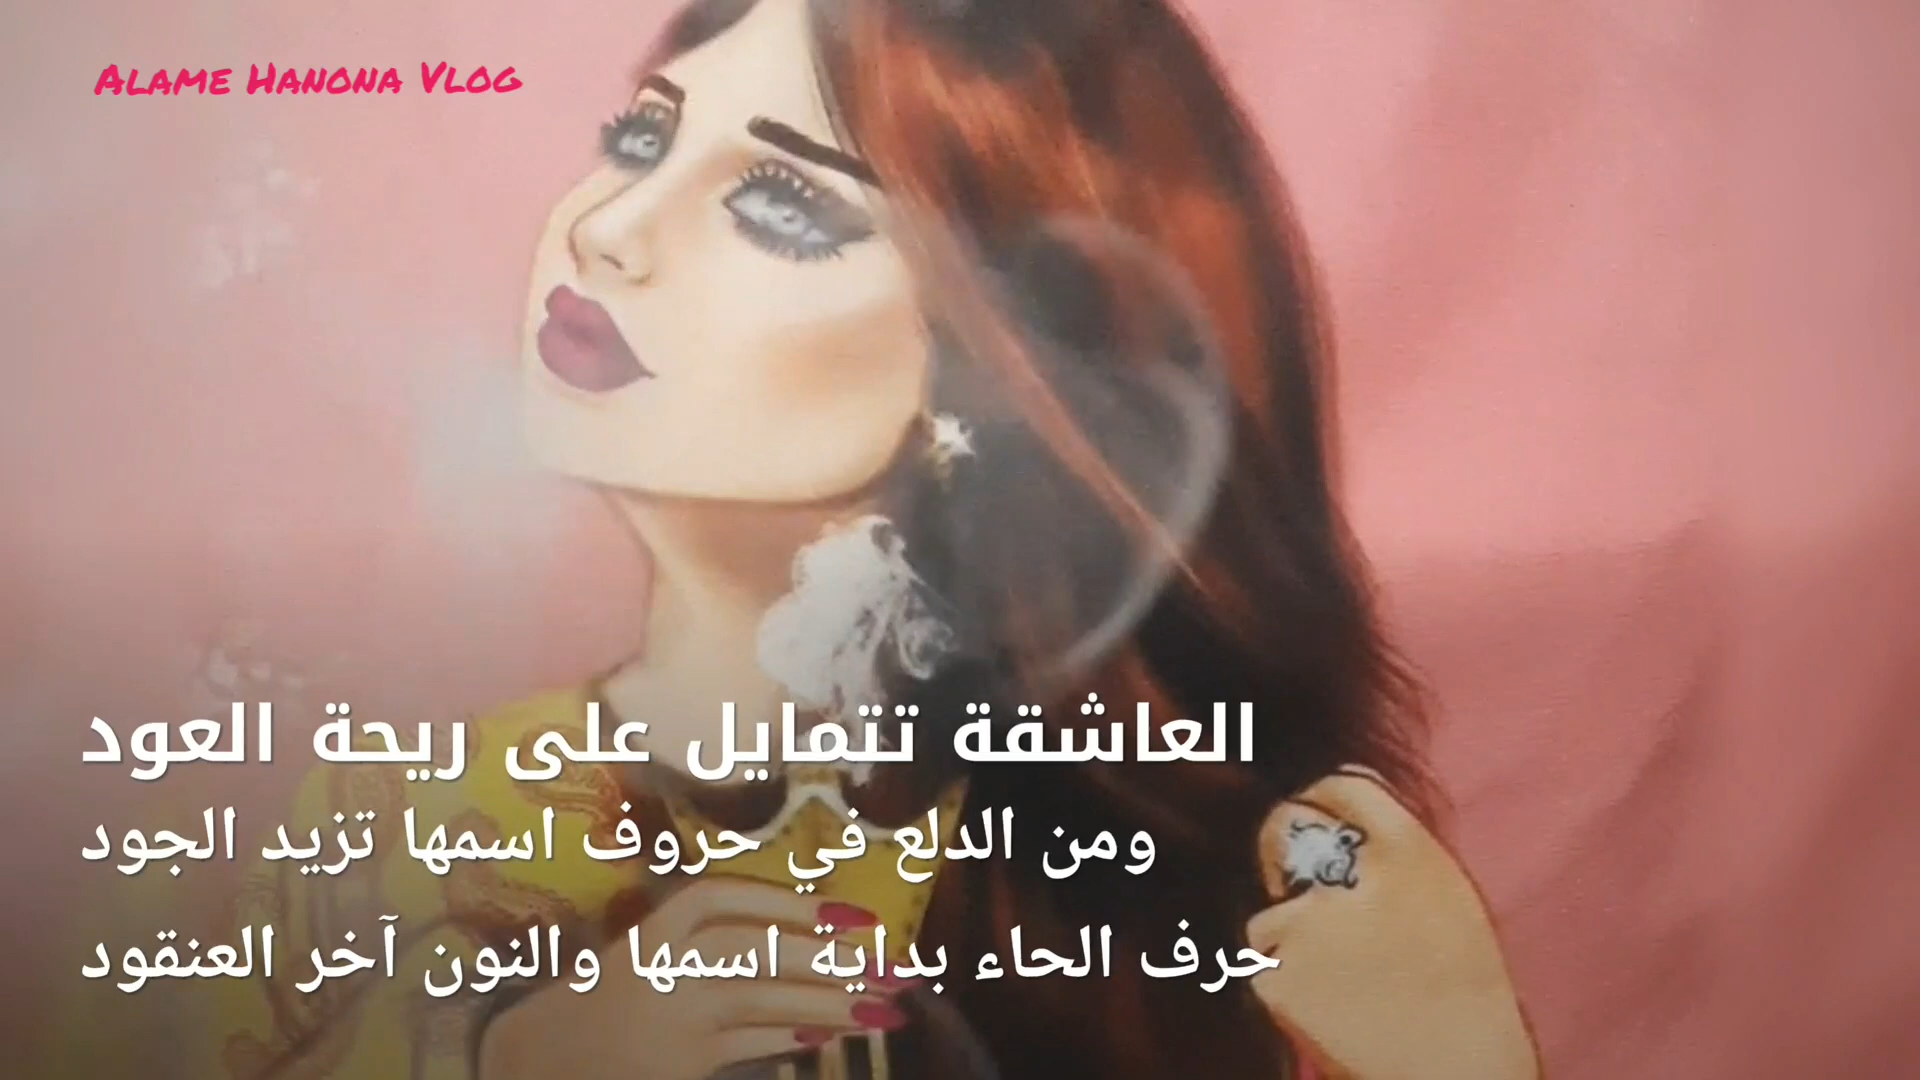 ALAME HANONA VLOG
العاشقة تتمايل على ريحة العود
ومن الدلع في حروف اسمها تزيد الجود
حرف الحاء بداية اسمها والنون آخر العنقود